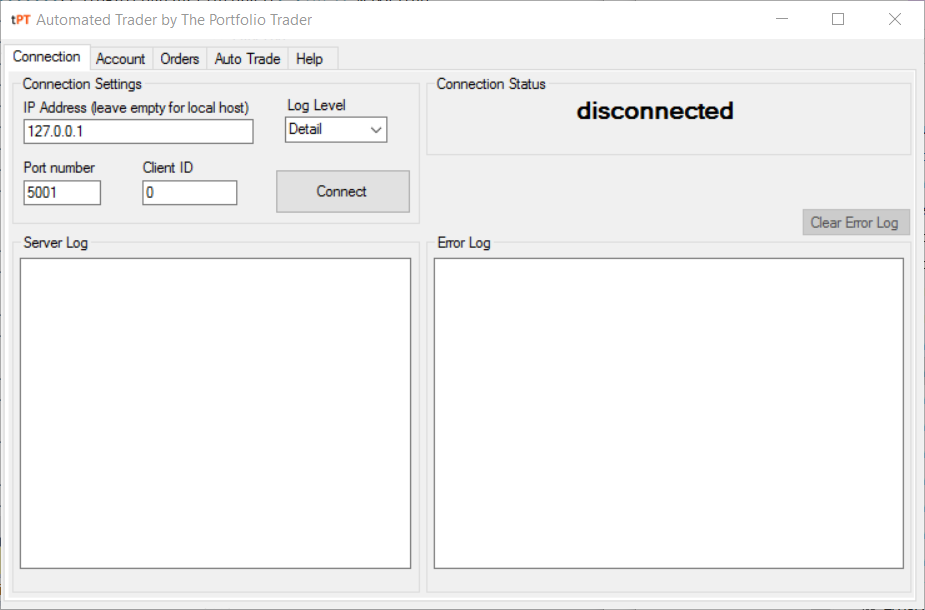 tPT Automated Trader by The Portfolio Trader
Connection Account Orders Auto Trade Help
Connection Settings
IP Address (leave empty for local host)
127.0.0.1
Log Level
Detail
Port number
5001
Client ID
0
Connect
Connection Status
disconnected
Clear Error Log
Server Log
Error Log